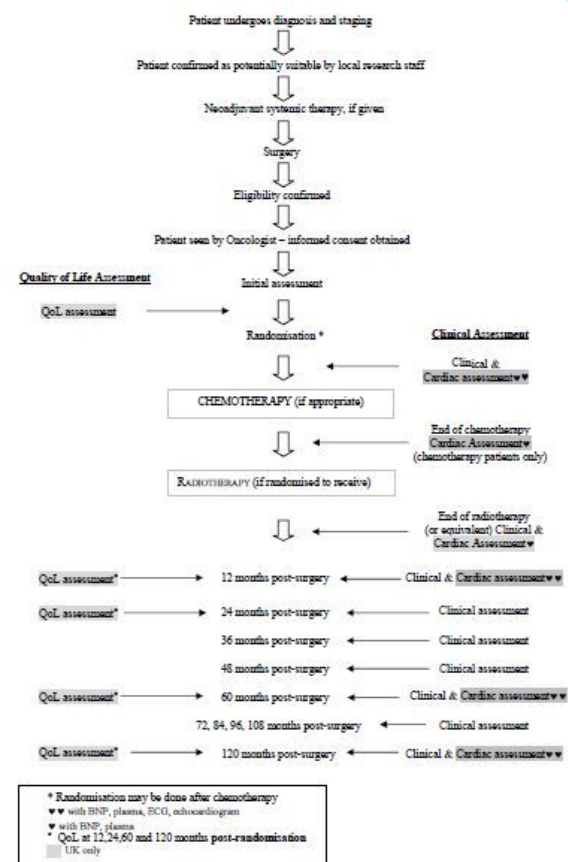 Patient undergoes diagnosis and staging
Patient confirmed as potentially suitable by local research staff
Neoadjuvant systemic therapy, if given
Surgery
Eligibility confirmed
Patient seen by Oncologist – informed consent obtained
Initial assessment
Quality of Life Assessment
QoL assessment
Randomisation *
Clinical Assessment
Clinical &
Cardiac assessment♥♥
CHEMOTHERAPY (if appropriate)
End of chemotherapy
Cardiac Assessment♥
(chemotherapy patients only)
RADIOTHERAPY (if randomised to receive)
End of radiotherapy
(or equivalent) Clinical &
Cardiac Assessment♥
QoL assessment* 12 months post-surgery Clinical & Cardiac assessment♥♥
QoL assessment* 24 months post-surgery Clinical assessment
36 months post-surgery Clinical assessment
48 months post-surgery Clinical assessment
QoL assessment* 60 months post-surgery Clinical & Cardiac assessment♥♥
72, 84, 96, 108 months post-surgery Clinical assessment
QoL assessment* 120 months post-surgery Clinical & Cardiac assessment♥♥
* Randomisation may be done after chemotherapy
♥♥ with BNP, plasma, ECG, echocardiogram
♥ with BNP, plasma
* QoL at 12,24,60 and 120 months post-randomisation
UK only